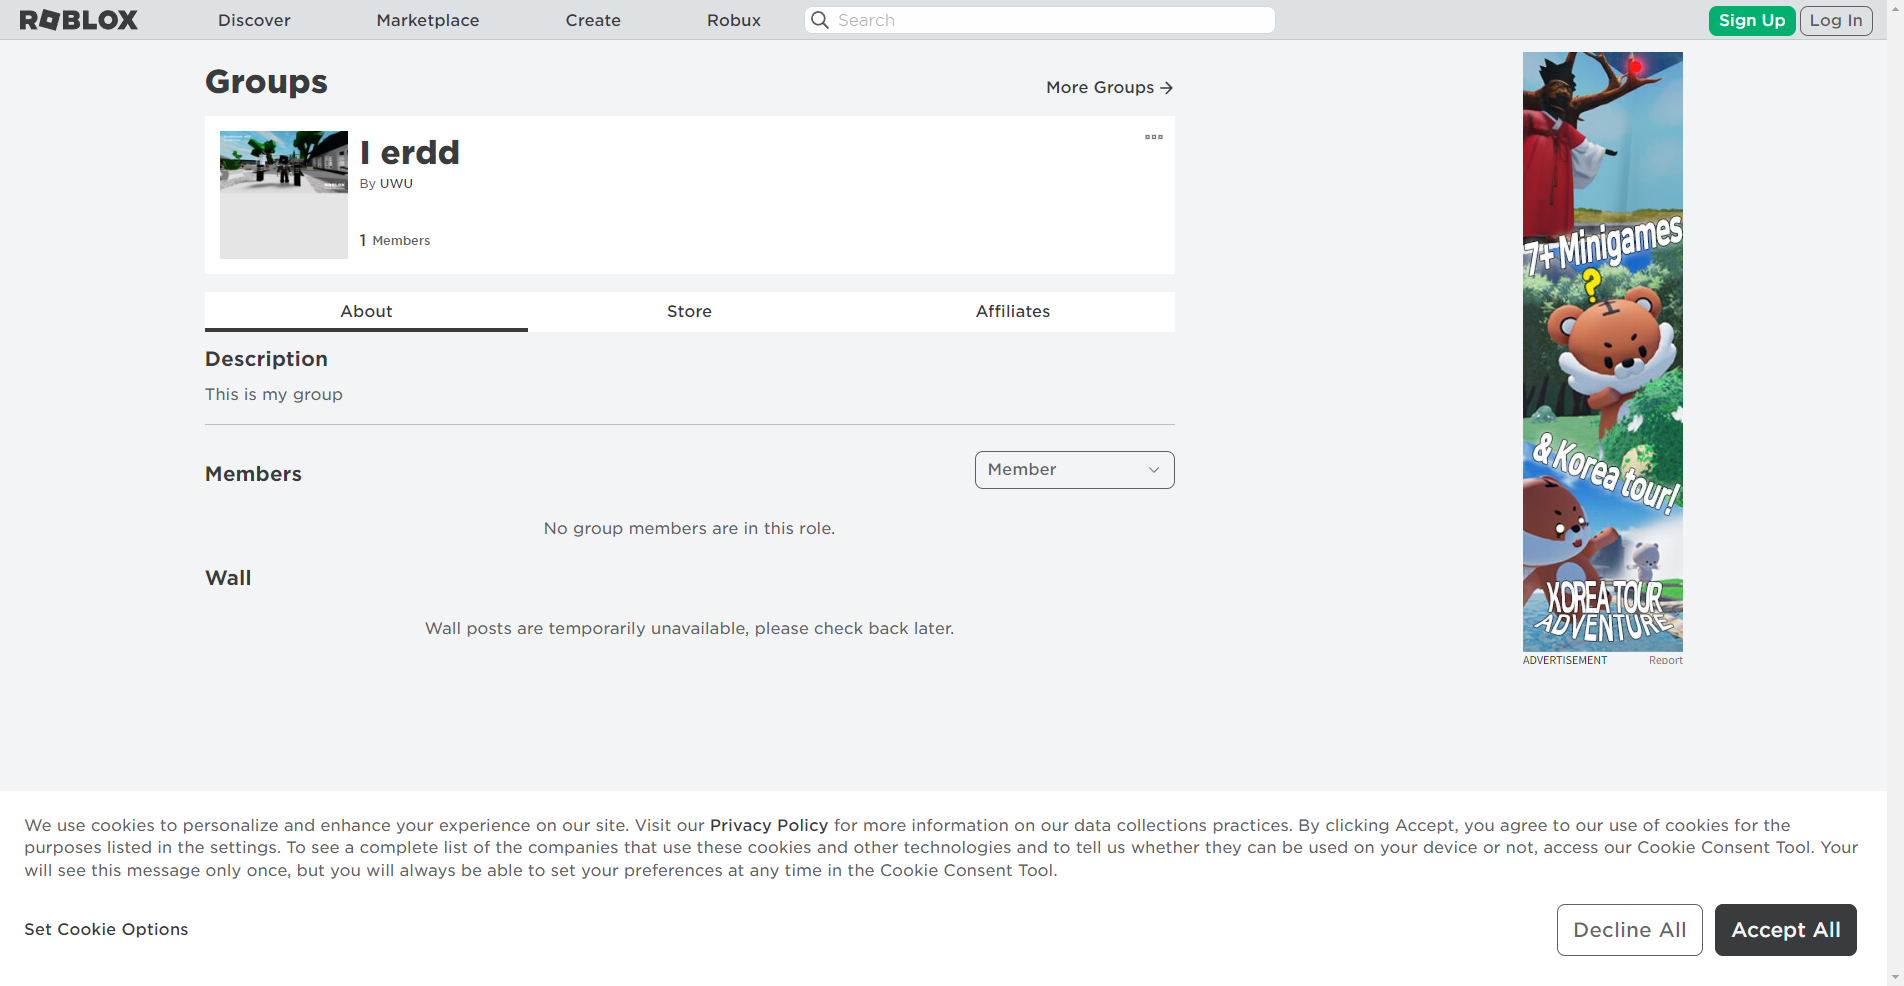 ROBLOX
Discover
Marketplace
Create
Robux
Search
Sign Up
Log In
Groups
More Groups
I erdd
By UWU
1 Members
ROBLOX
About
Store
Affiliates
Description
This is my group
Members
Member
No group members are in this role.
Wall
Wall posts are temporarily unavailable, please check back later.
7+ Minigames
?
& Korea tour!
KOREA TOUR
ADVENTURE
ADVERTISEMENT
Report
We use cookies to personalize and enhance your experience on our site. Visit our Privacy Policy for more information on our data collections practices. By clicking Accept, you agree to our use of cookies for the
purposes listed in the settings. To see a complete list of the companies that use these cookies and other technologies and to tell us whether they can be used on your device or not, access our Cookie Consent Tool. Your
will see this message only once, but you will always be able to set your preferences at any time in the Cookie Consent Tool.
Set Cookie Options
Decline All
Accept All